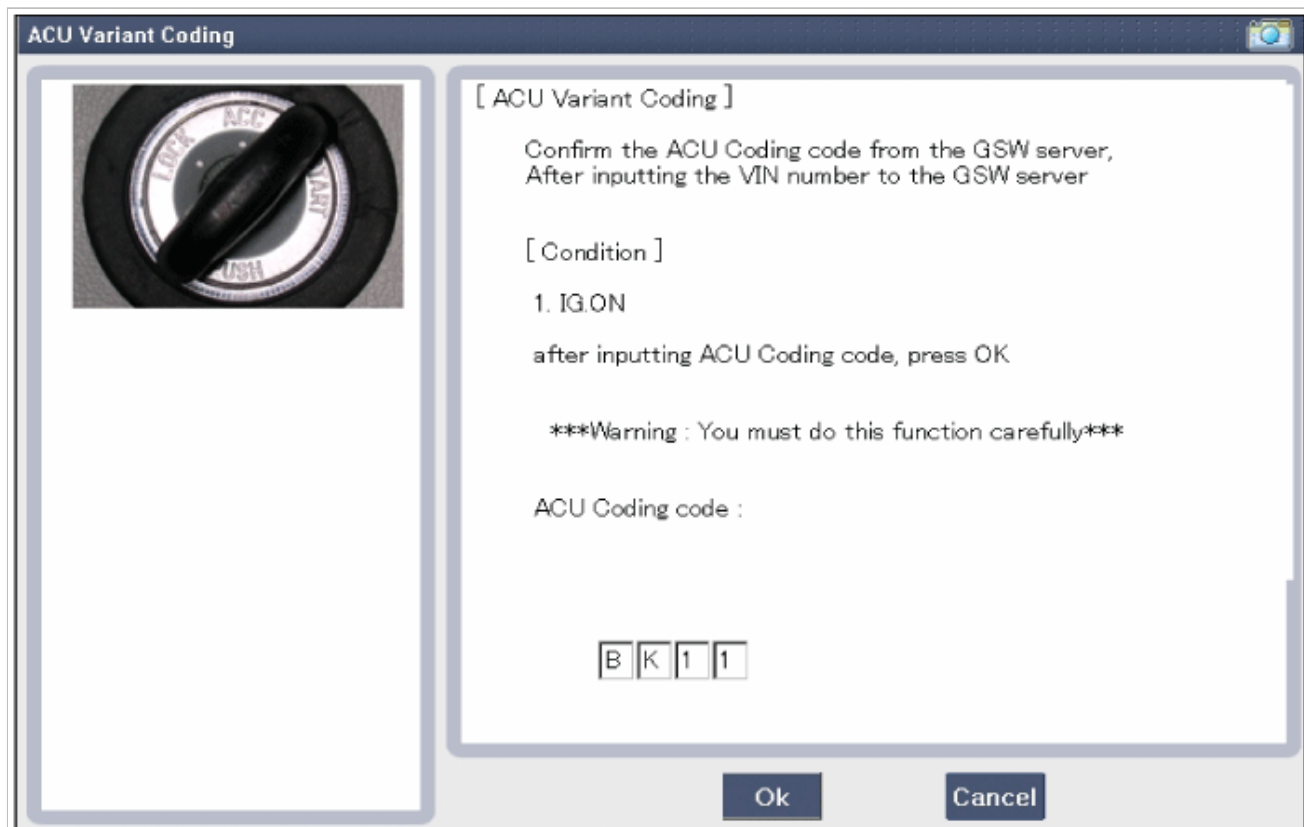 ACU Variant Coding
ACC
LOCK
START
PUSH
[ ACU Variant Coding ]
Confirm the ACU Coding code from the GSW server,
After inputting the VIN number to the GSW server
[ Condition ]
1. IG.ON
after inputting ACU Coding code, press OK
***Warning : You must do this function carefully***
ACU Coding code :
B K 1 1
Ok
Cancel